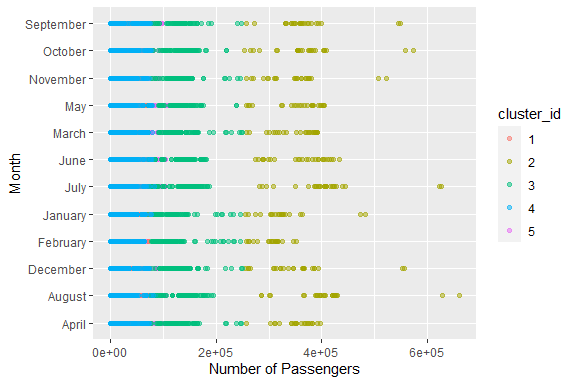 September
October
November
May
March
June
July
January
February
December
August
April
Month
0e+00 2e+05 4e+05 6e+05
Number of Passengers
cluster_id
1
2
3
4
5